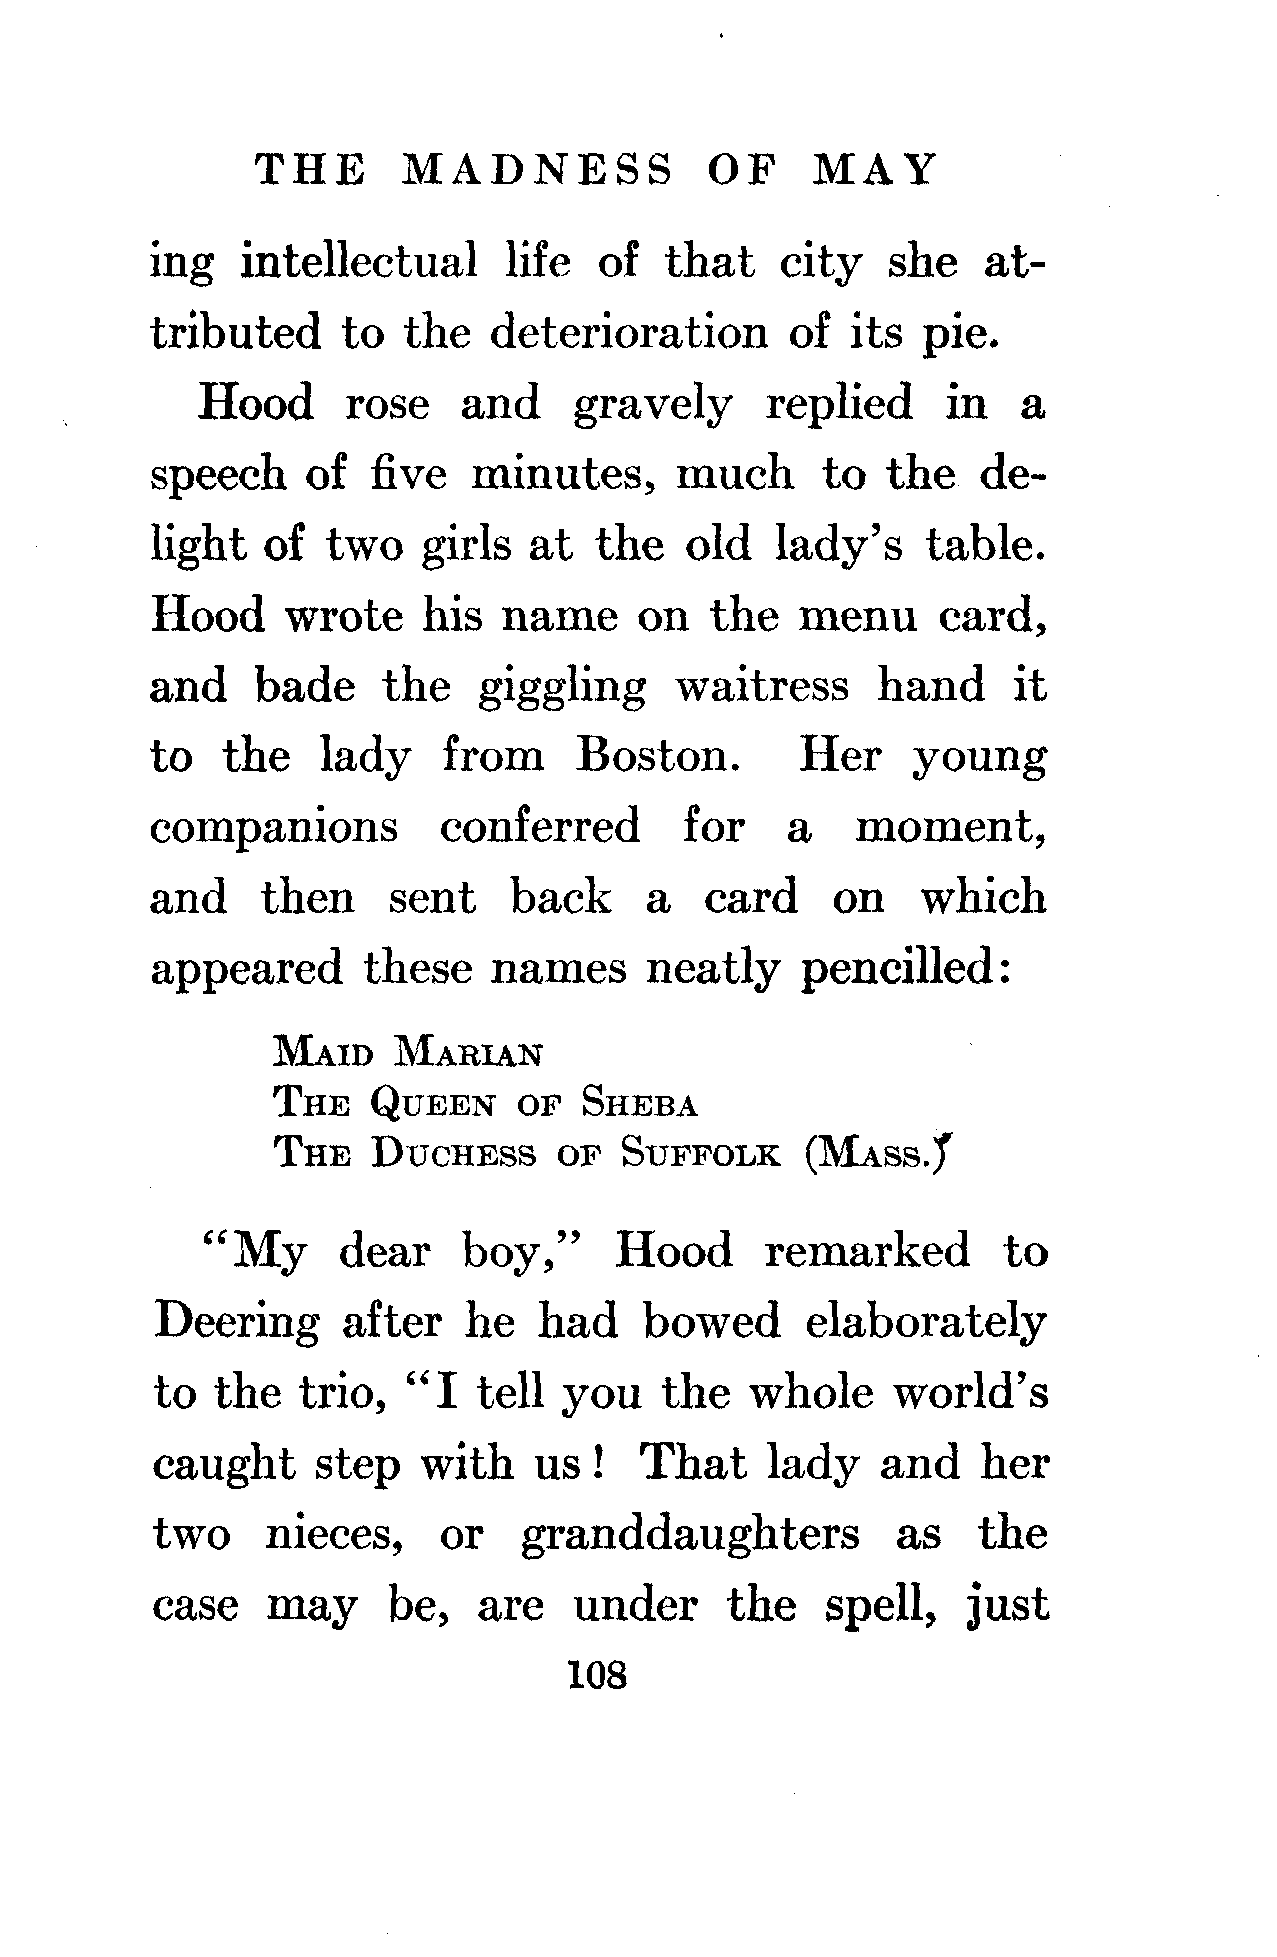 THE MADNESS OF MAY
ing intellectual life of that city she at-
tributed to the deterioration of its pie.
Hood rose and gravely replied in a
speech of five minutes, much to the de-
light of two girls at the old lady's table.
Hood wrote his name on the menu card,
and bade the giggling waitress hand it
to the lady from Boston. Her young
companions conferred for a moment,
and then sent back a card on which
appeared these names neatly pencilled:
MAID MARIAN
THE QUEEN OF SHEBA
THE DUCHESS OF SUFFOLK (MASS.)
"My dear boy," Hood remarked to
Deering after he had bowed elaborately
to the trio, "I tell you the whole world's
caught step with us! That lady and her
two nieces, or granddaughters as the
case may be, are under the spell, just
108